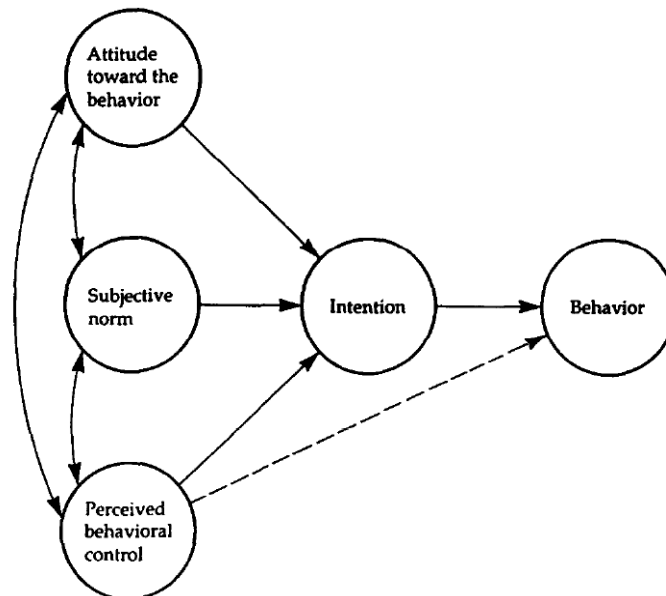 Attitude
toward the
behavior
Subjective
norm
Intention
Behavior
Perceived
behavioral
control